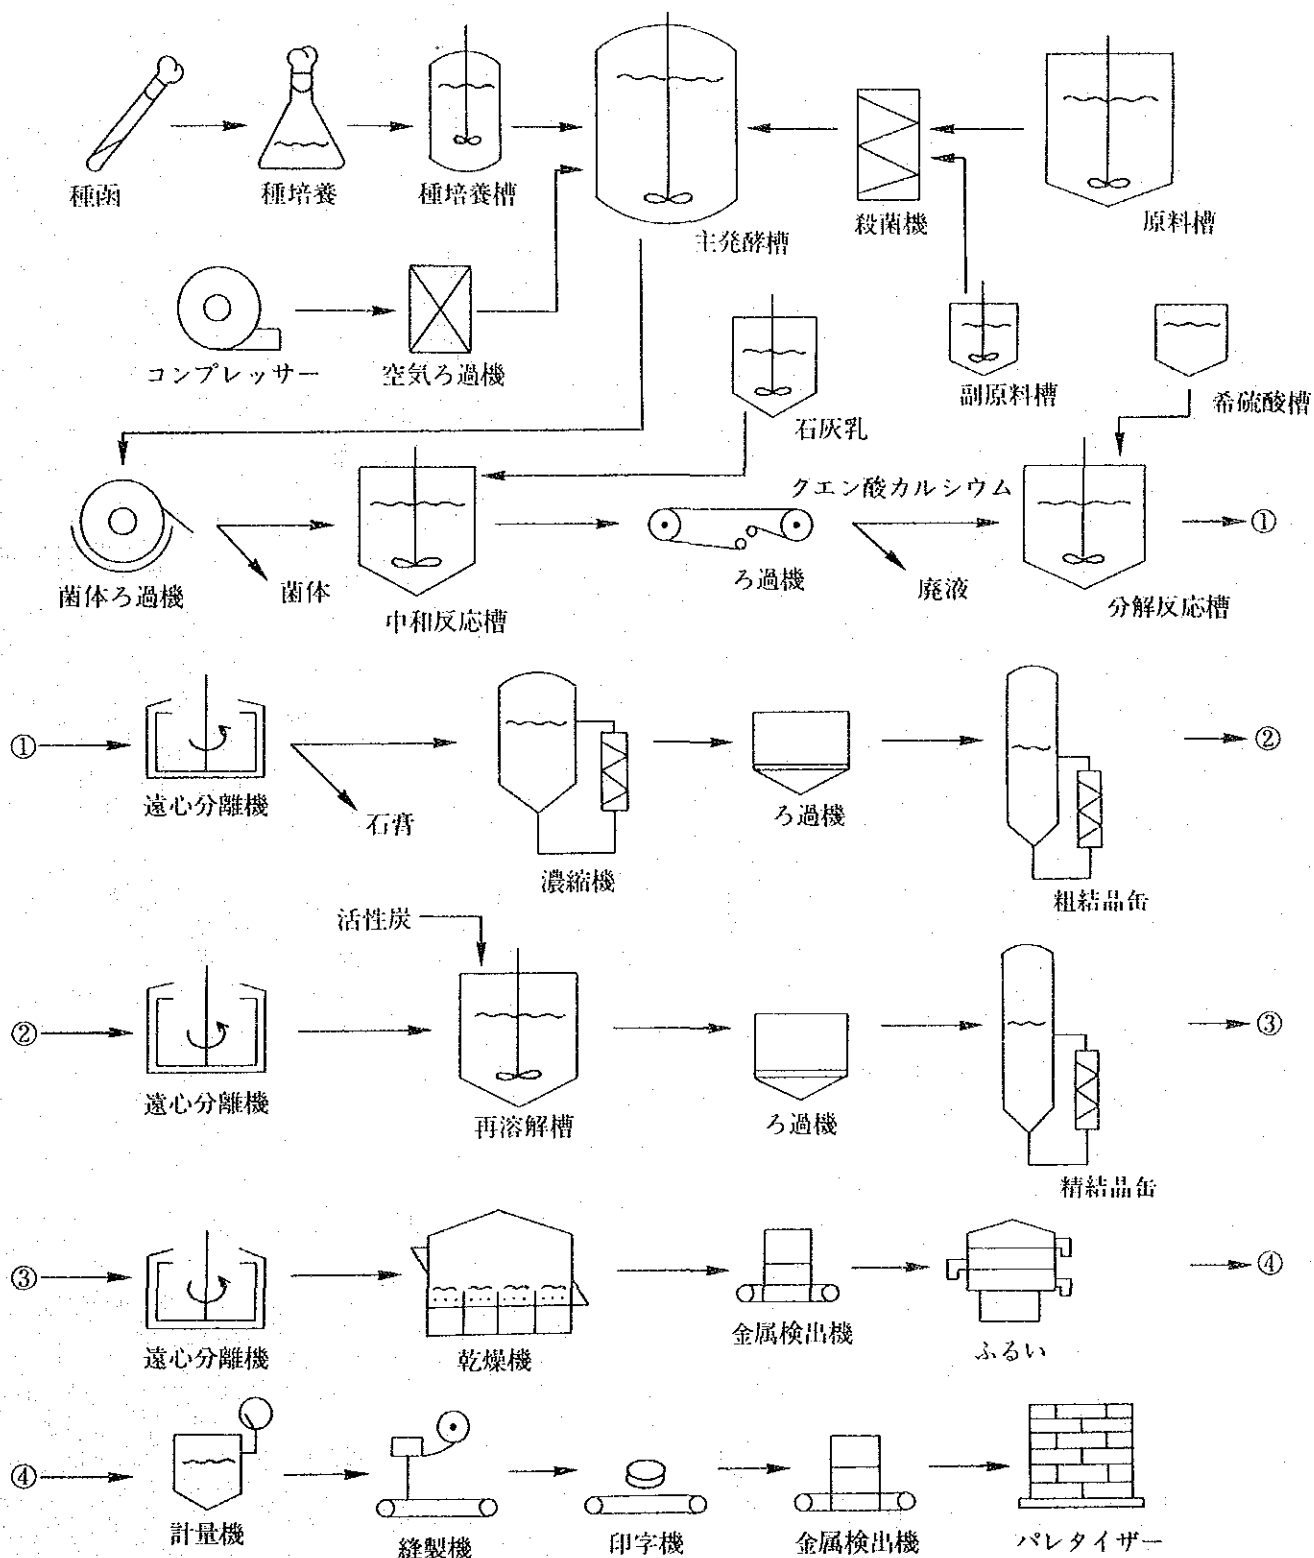 種菌
種培養
種培養槽
主発酵槽
殺菌機
原料槽
コンプレッサー
空気ろ過機
石灰乳
副原料槽
希硫酸槽
菌体ろ過機
菌体
中和反応槽
クエン酸カルシウム
ろ過機
廃液
分解反応槽
①
①
遠心分離機
石膏
濃縮機
ろ過機
粗結晶缶
②
活性炭
②
遠心分離機
再溶解槽
ろ過機
精結晶缶
③
③
遠心分離機
乾燥機
金属検出機
ふるい
④
④
計量機
縫製機
印字機
金属検出機
パレタイザー